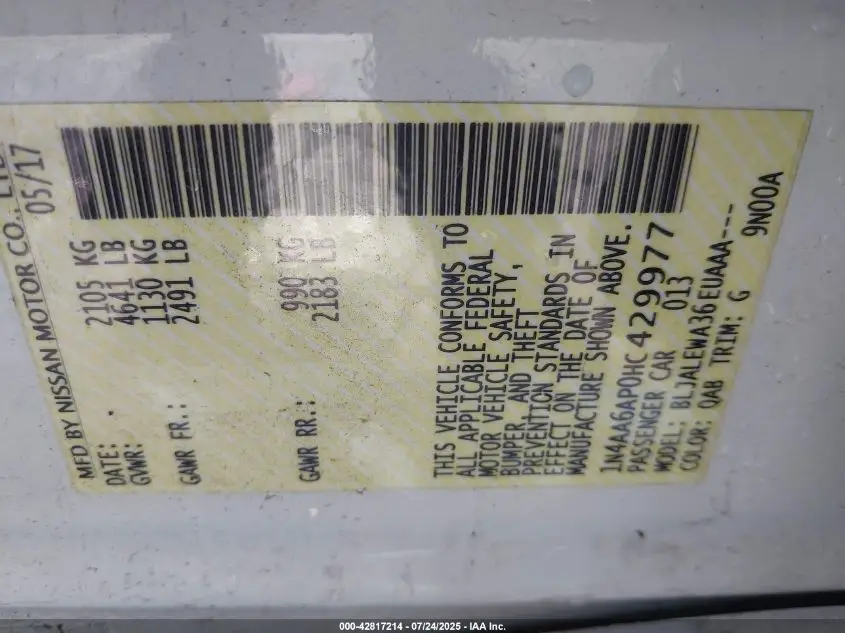 MFD BY NISSAN MOTOR CO., LTD.
DATE: 05/17
GVWR: 2105 KG
4641 LB
GAWR FR.: 1130 KG
2491 LB
GAWR RR.: 990 KG
2183 LB
THIS VEHICLE CONFORMS TO
ALL APPLICABLE FEDERAL
MOTOR VEHICLE SAFETY,
BUMPER, AND THEFT
PREVENTION STANDARDS IN
EFFECT ON THE DATE OF
MANUFACTURE SHOWN ABOVE.
1N4AA6AP0HC429977
PASSENGER CAR 013
MODEL: BLJALEWA36EUAAA---
COLOR: QAB TRIM: G 9N00A
000-42817214 - 07/24/2025 - IAA Inc.